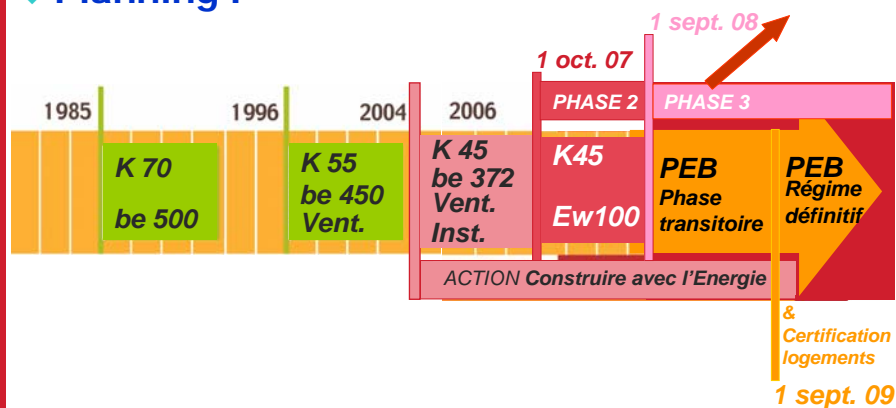 1 sept. 08
1 oct. 07
1985
1996
2004
2006
PHASE 2
PHASE 3
K 70
be 500
K 55
be 450
Vent.
K 45
be 372
Vent.
Inst.
K45
Ew100
PEB
Phase
transitoire
PEB
Régime
définitif
ACTION Construire avec l'Energie
&
Certification
logements
1 sept. 09